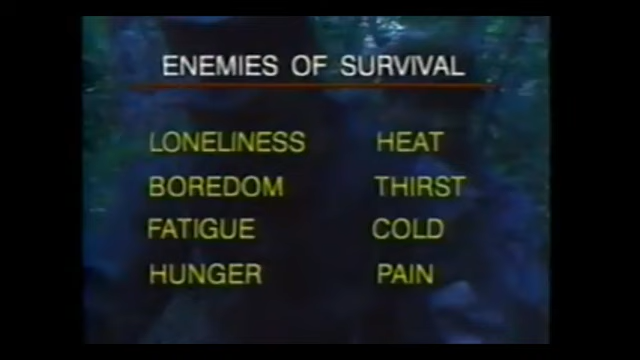 ENEMIES OF SURVIVAL
LONELINESS HEAT
BOREDOM THIRST
FATIGUE COLD
HUNGER PAIN